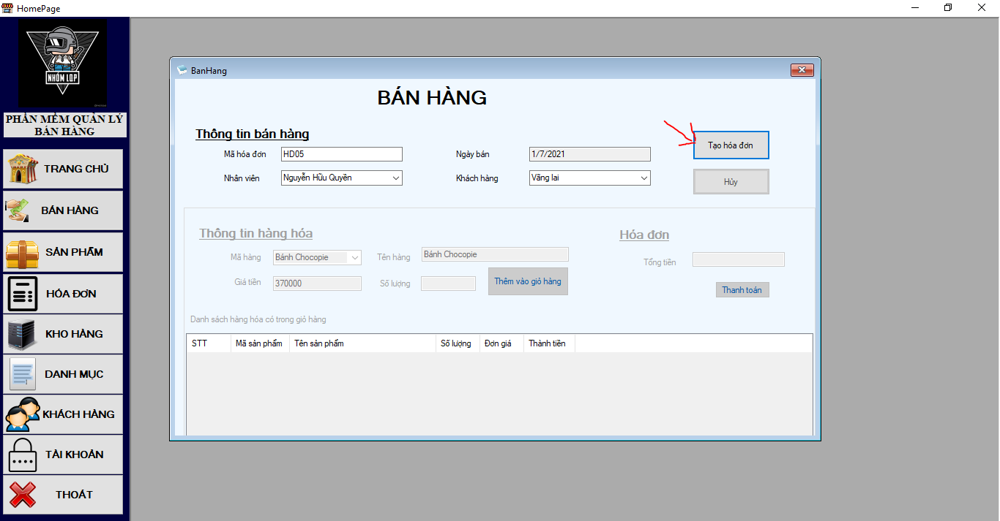 HomePage
NHÓM LQP
PHẦN MỀM QUẢN LÝ
BÁN HÀNG
TRANG CHỦ
BÁN HÀNG
SẢN PHẨM
HÓA ĐƠN
KHO HÀNG
DANH MỤC
KHÁCH HÀNG
TÀI KHOẢN
THOÁT
BanHang
BÁN HÀNG
Thông tin bán hàng
Mã hóa đơn HD05 Ngày bán 1/7/2021 Tạo hóa đơn
Nhân viên Nguyễn Hữu Quyền Khách hàng Vãng lai Hủy
Thông tin hàng hóa Hóa đơn
Mã hàng Bánh Chocopie Tên hàng Bánh Chocopie Tổng tiền
Giá tiền 370000 Số lượng Thêm vào giỏ hàng Thanh toán
Danh sách hàng hóa có trong giỏ hàng
STT Mã sản phẩm Tên sản phẩm Số lượng Đơn giá Thành tiền